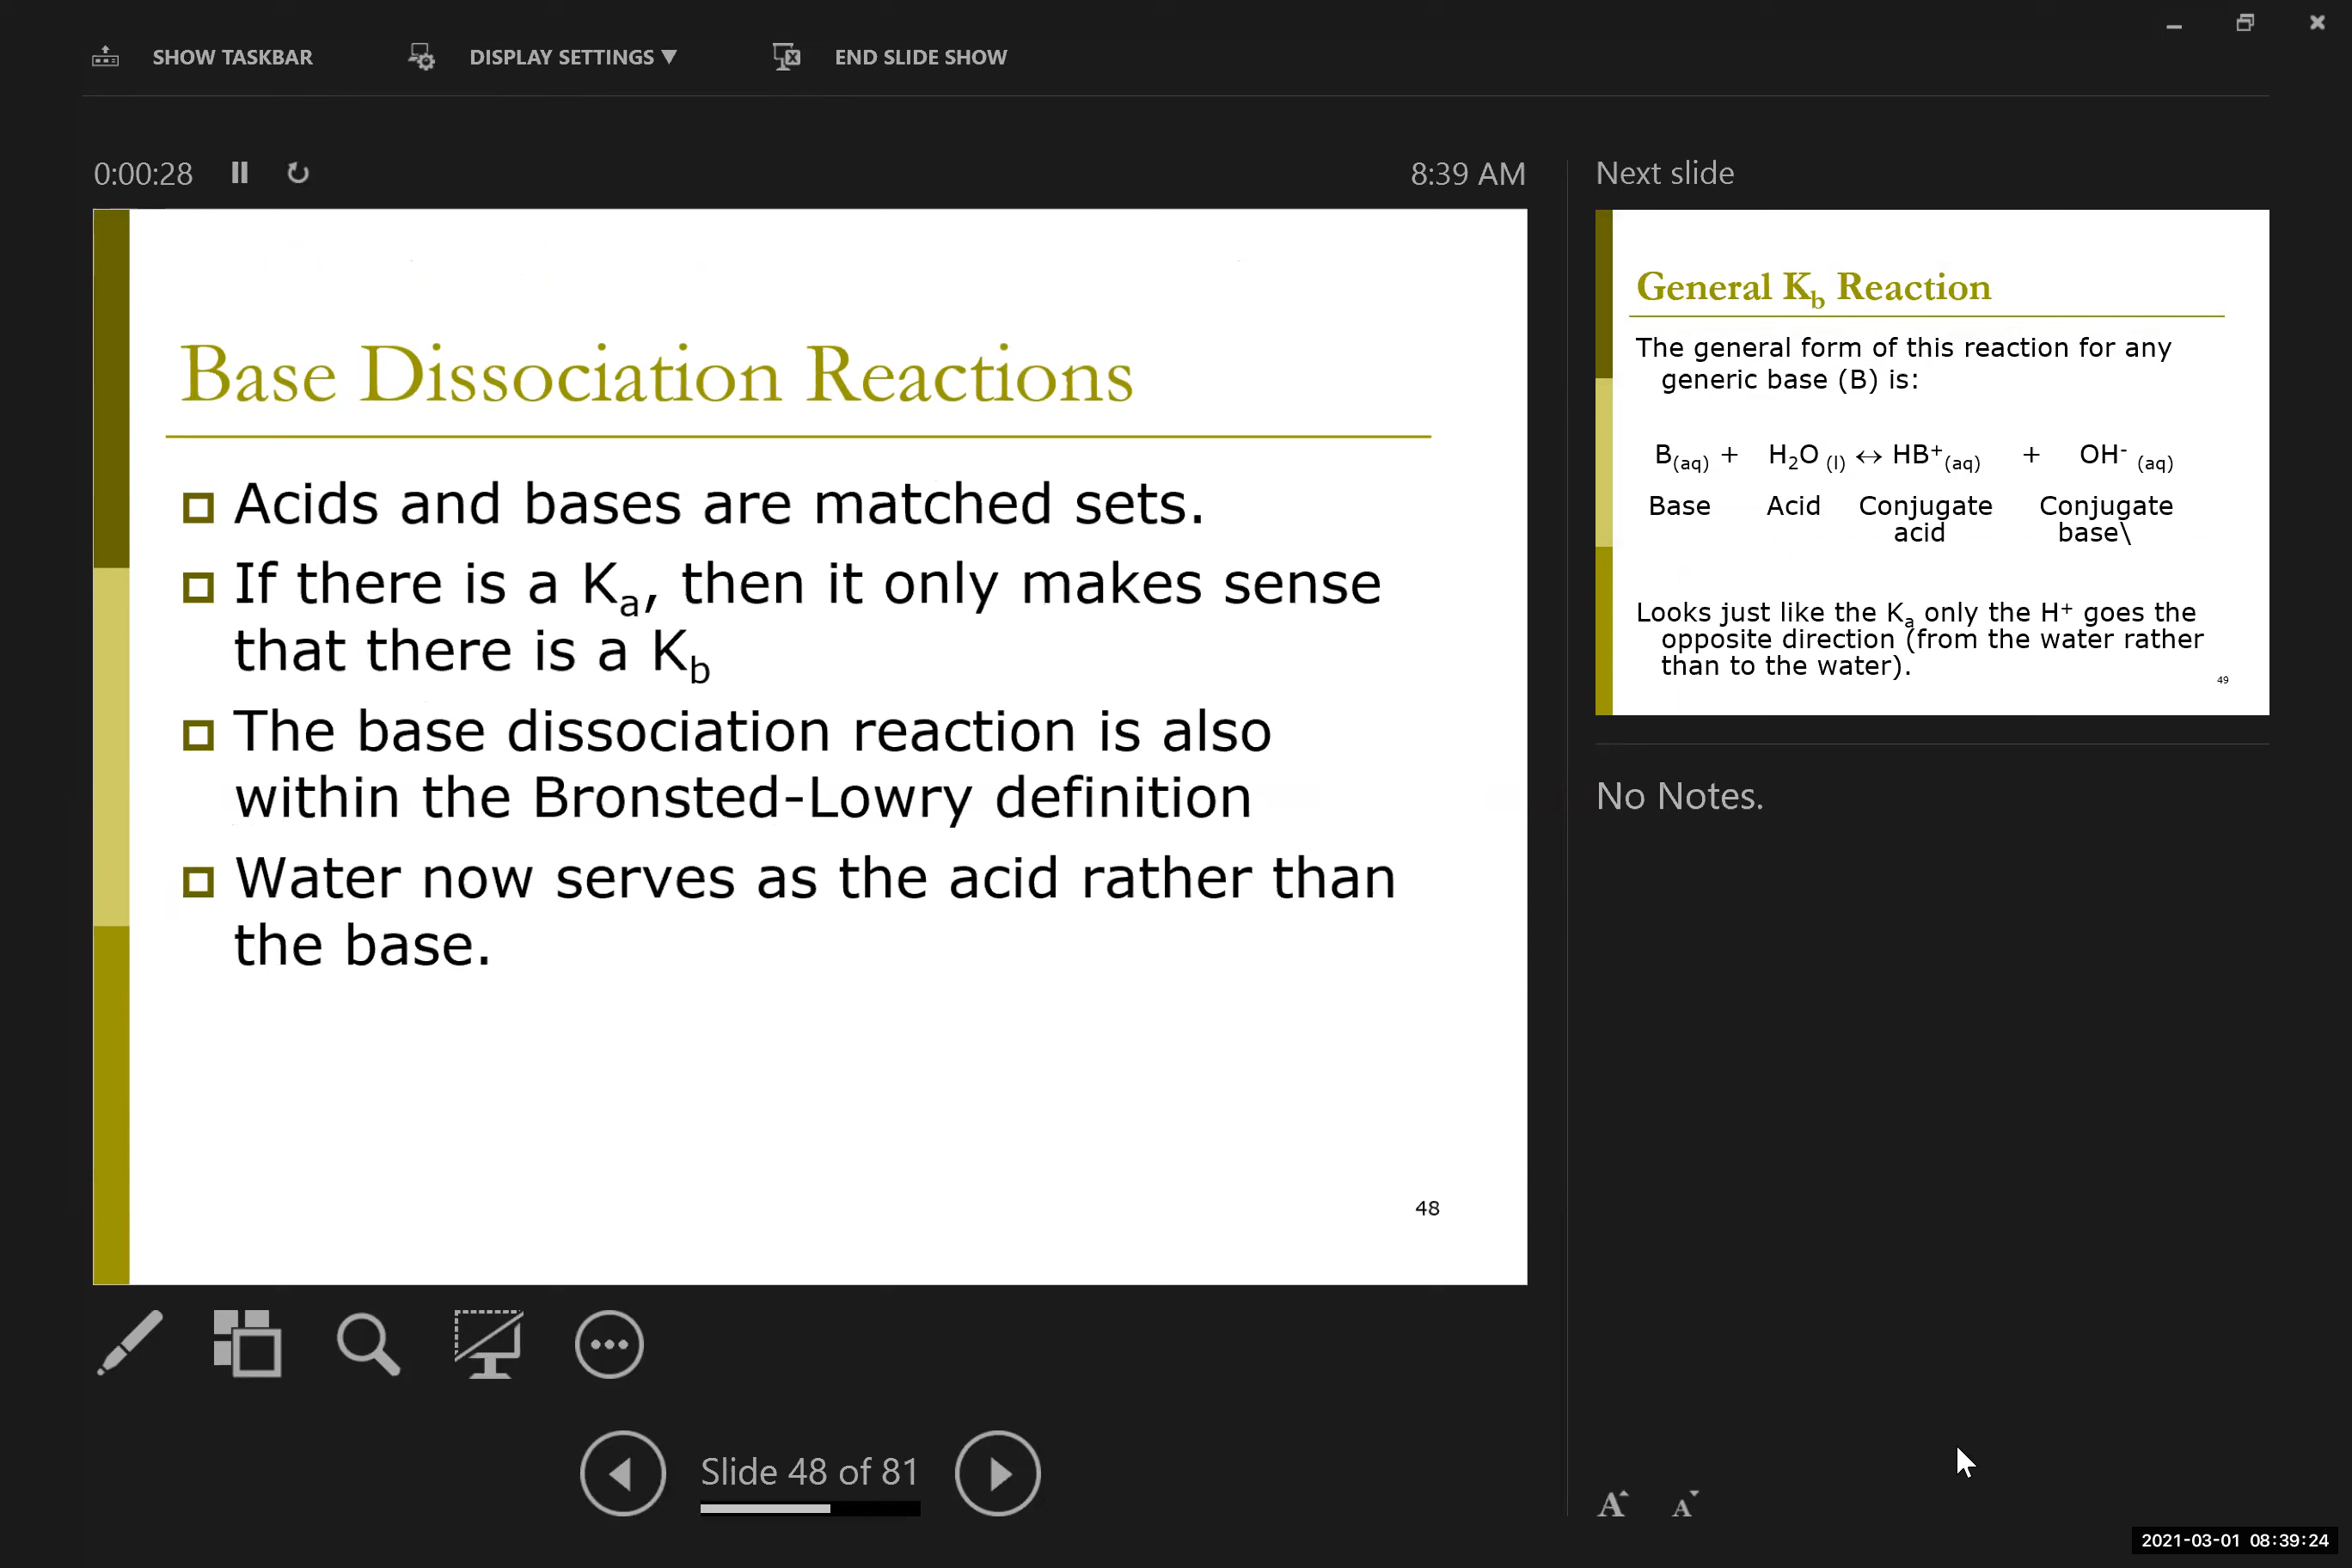 SHOW TASKBAR DISPLAY SETTINGS ▼ END SLIDE SHOW
0:00:28 8:39 AM
Base Dissociation Reactions
Acids and bases are matched sets.
If there is a Kₐ, then it only makes sense
that there is a K_b
The base dissociation reaction is also
within the Bronsted-Lowry definition
Water now serves as the acid rather than
the base.
48
Slide 48 of 81
Next slide
General K_b Reaction
The general form of this reaction for any
generic base (B) is:
B(aq) + H₂O (l) ↔ HB⁺(aq) + OH⁻ (aq)
Base Acid Conjugate Conjugate
acid base\
Looks just like the Kₐ only the H⁺ goes the
opposite direction (from the water rather
than to the water).
49
No Notes.
A A
2021-03-01 08:39:24